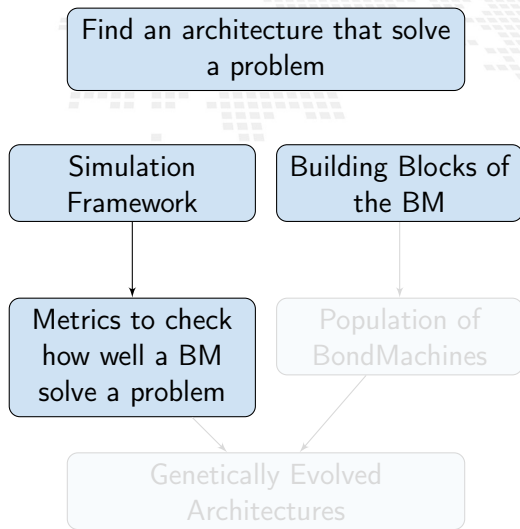 Find an architecture that solve
a problem
Simulation
Framework
Building Blocks of
the BM
Metrics to check
how well a BM
solve a problem
Population of
BondMachines
Genetically Evolved
Architectures